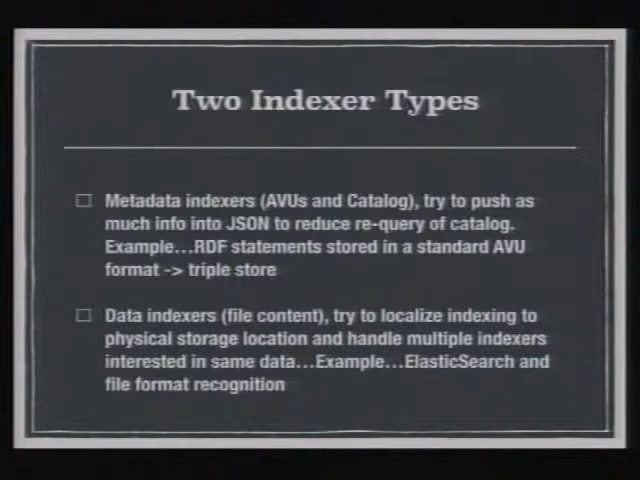 Two Indexer Types
Metadata indexers (AVUs and Catalog), try to push as
much info into JSON to reduce re-query of catalog.
Example...RDF statements stored in a standard AVU
format -> triple store
Data indexers (file content), try to localize indexing to
physical storage location and handle multiple indexers
interested in same data...Example...ElasticSearch and
file format recognition